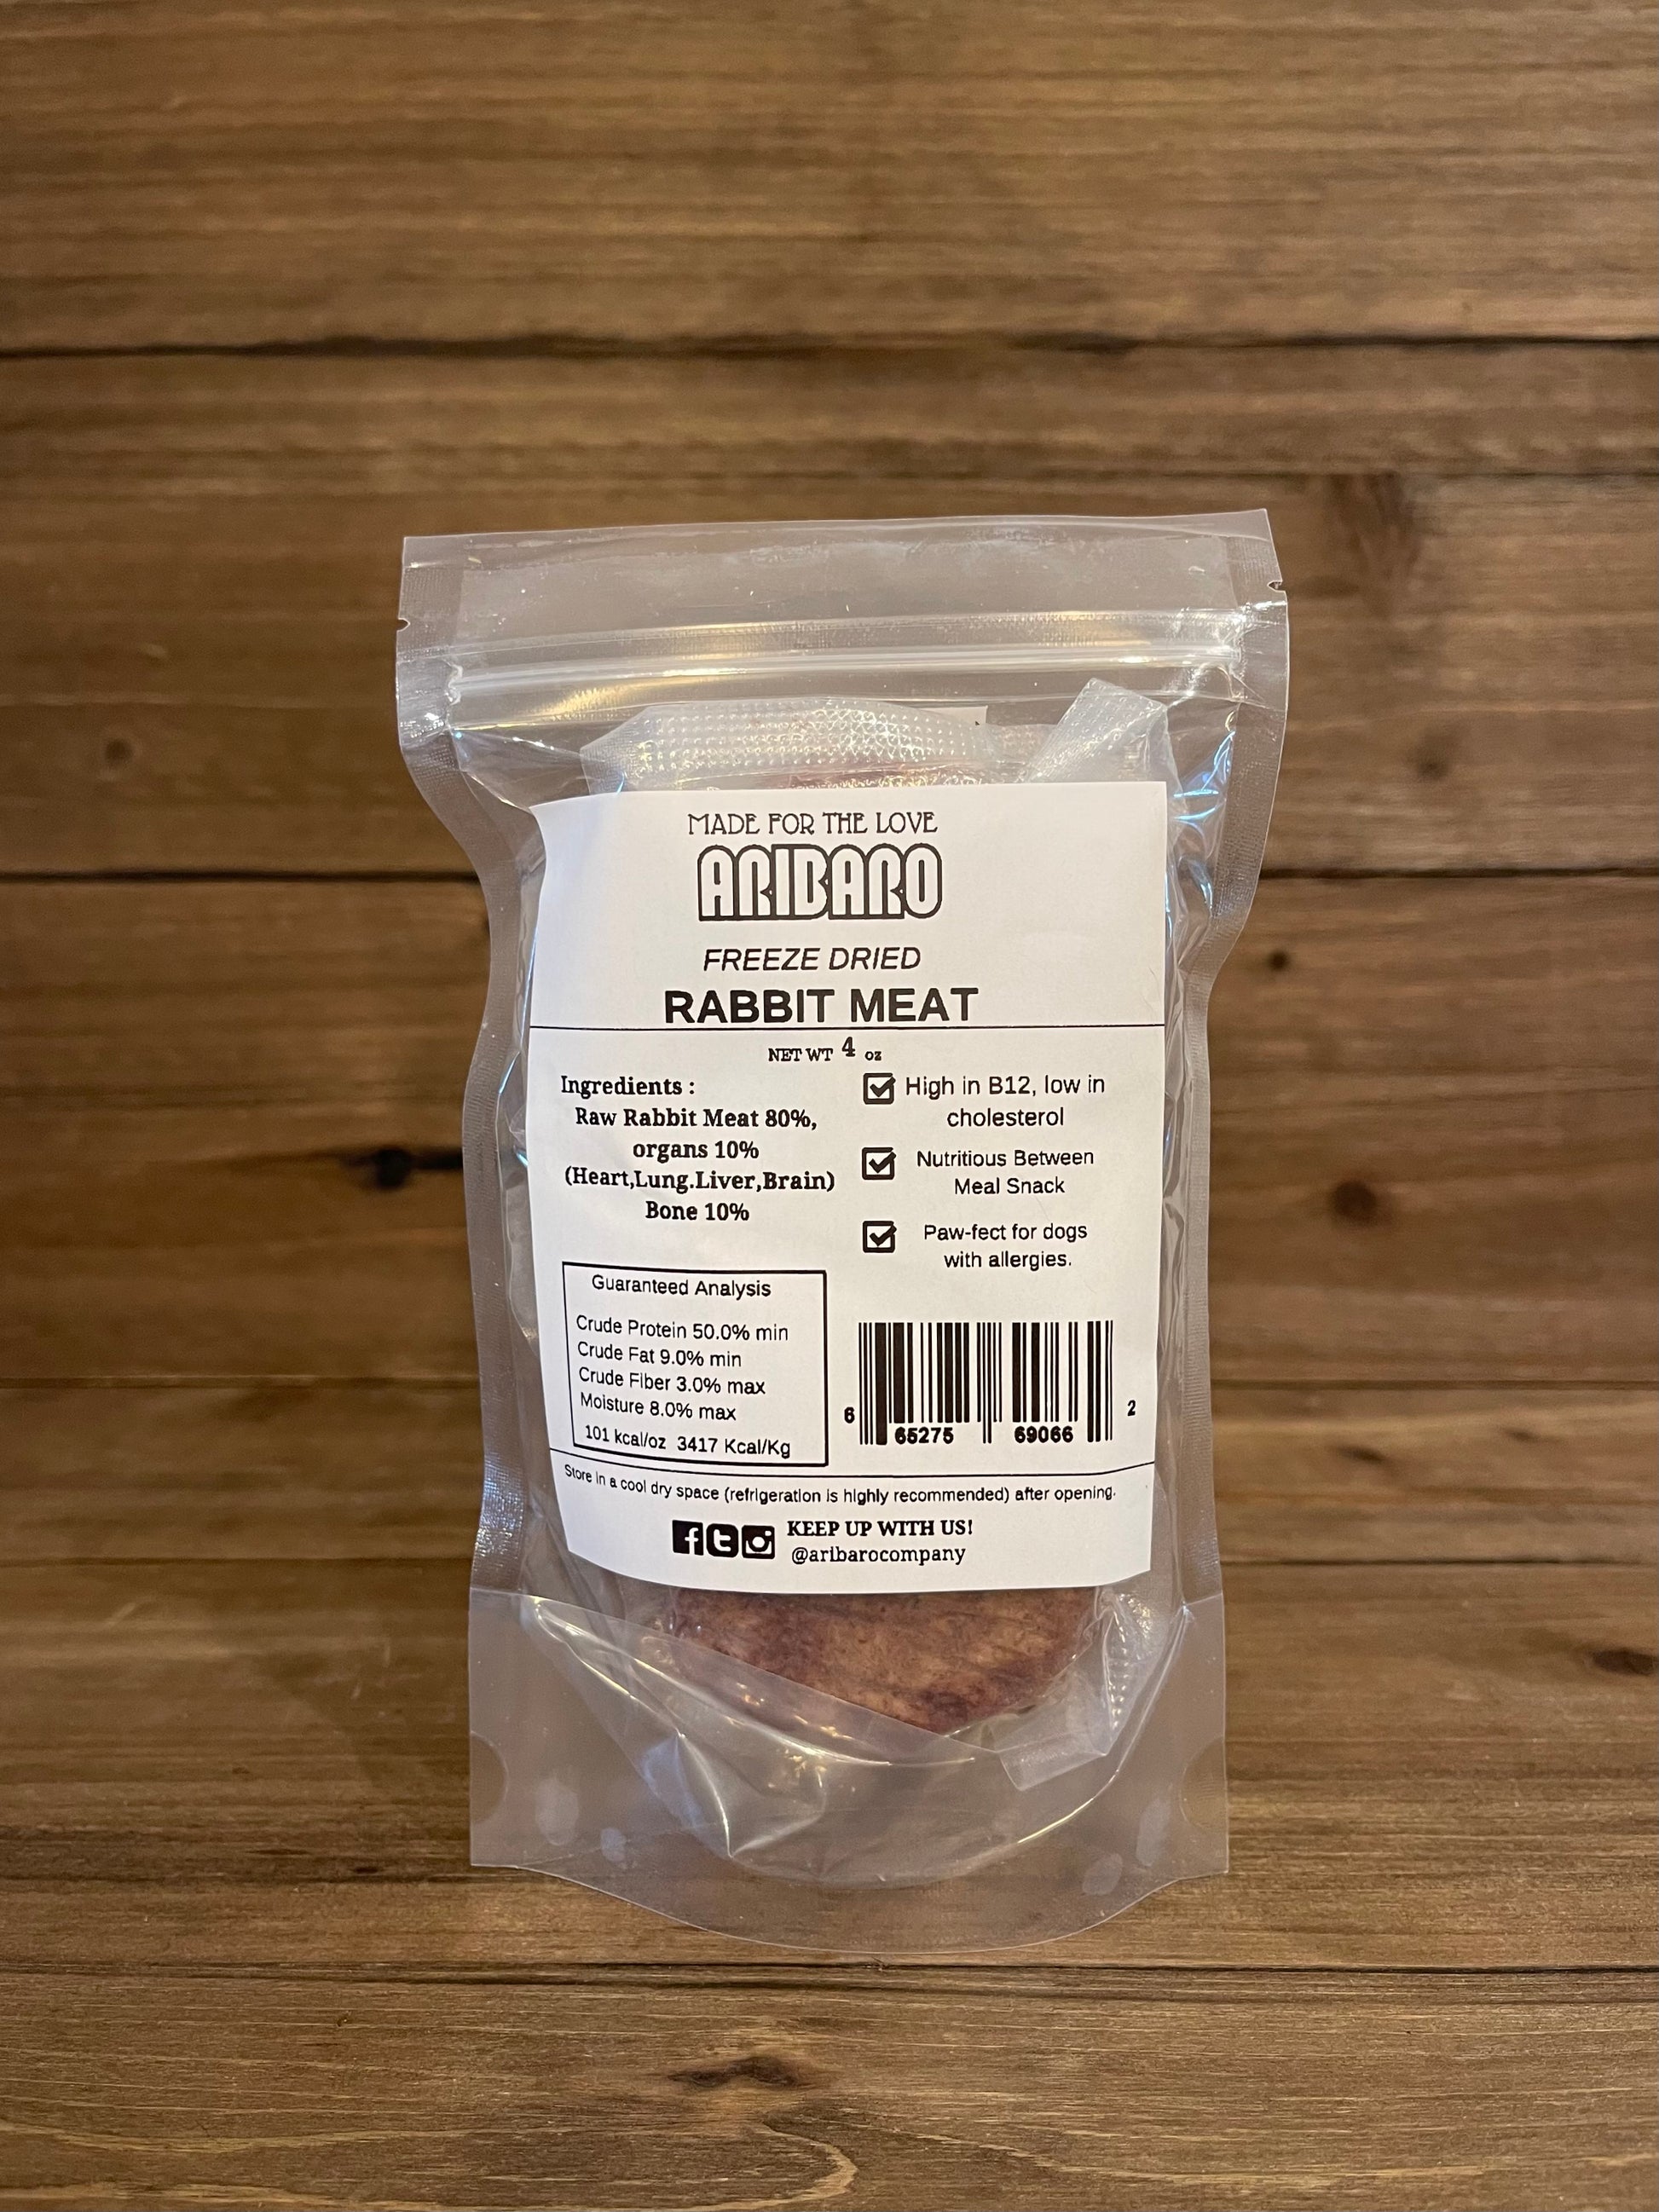 MADE FOR THE LOVE
ARIBARO
FREEZE DRIED
RABBIT MEAT
NET WT 4 oz
Ingredients :
Raw Rabbit Meat 80%,
organs 10%
(Heart,Lung.Liver,Brain)
Bone 10%
High in B12, low in
cholesterol
Nutritious Between
Meal Snack
Paw-fect for dogs
with allergies.
Guaranteed Analysis
Crude Protein 50.0% min
Crude Fat 9.0% min
Crude Fiber 3.0% max
Moisture 8.0% max
101 kcal/oz 3417 Kcal/Kg
6 65275 69066 2
Store in a cool dry space (refrigeration is highly recommended) after opening.
KEEP UP WITH US!
@aribarocompany